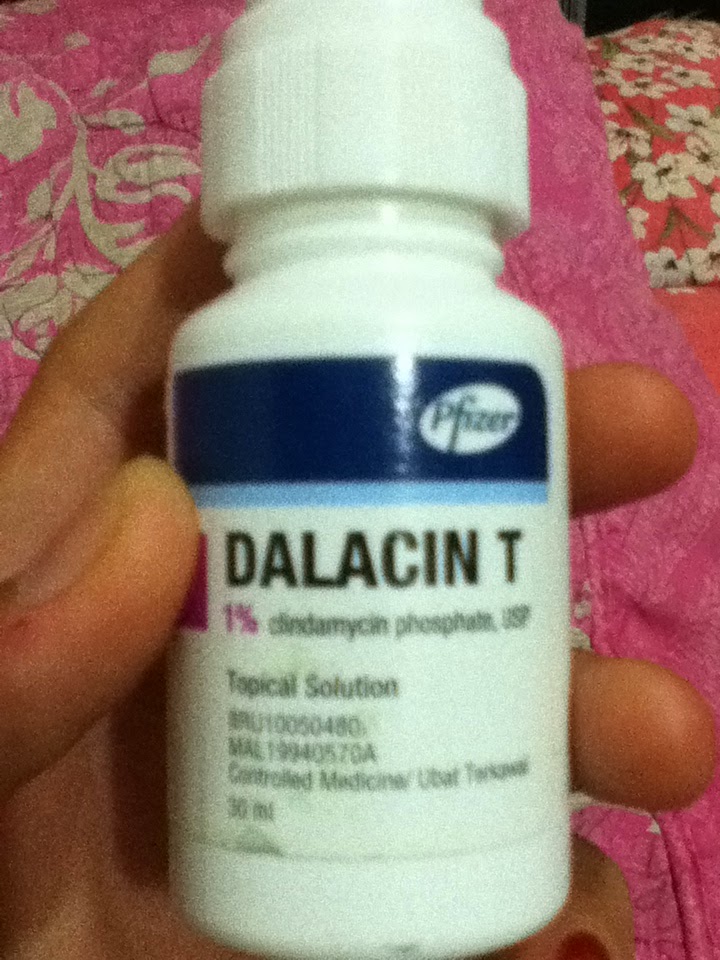 Pfizer
DALACIN T
1% clindamycin phosphate, USP
Topical Solution
BRU10050480
MAL19940570A
Controlled Medicine/ Ubat Terkawal
30 ml